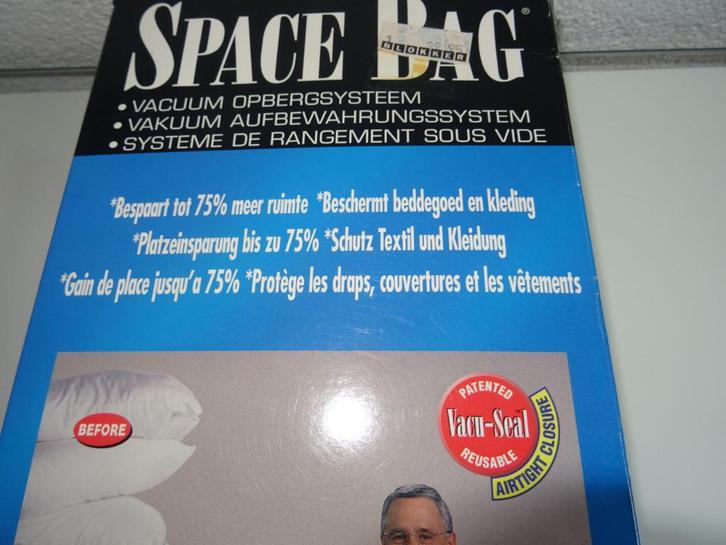 SPACE BAG®
BLOKKER
• VACUUM OPBERGSYSTEEM
• VAKUUM AUFBEWAHRUNGSSYSTEM
• SYSTEME DE RANGEMENT SOUS VIDE
*Bespaart tot 75% meer ruimte *Beschermt beddegoed en kleding
*Platzeinsparung bis zu 75% *Schutz Textil und Kleidung
*Gain de place jusqu'a 75% *Protège les draps, couvertures et les vêtements
BEFORE
PATENTED
Vacu-Seal
REUSABLE
AIRTIGHT CLOSURE